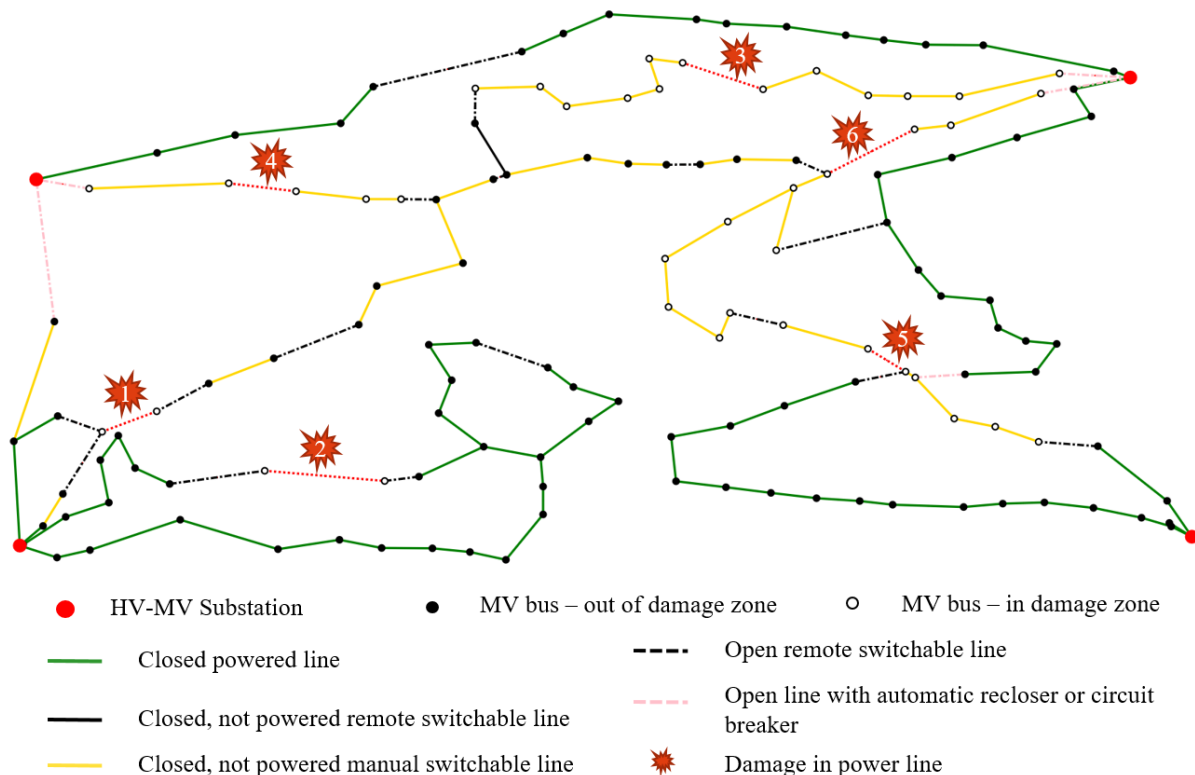 3
6
4
5
1
2
HV-MV Substation
MV bus – out of damage zone
MV bus – in damage zone
Closed powered line
Open remote switchable line
Closed, not powered remote switchable line
Open line with automatic recloser or circuit
breaker
Closed, not powered manual switchable line
Damage in power line